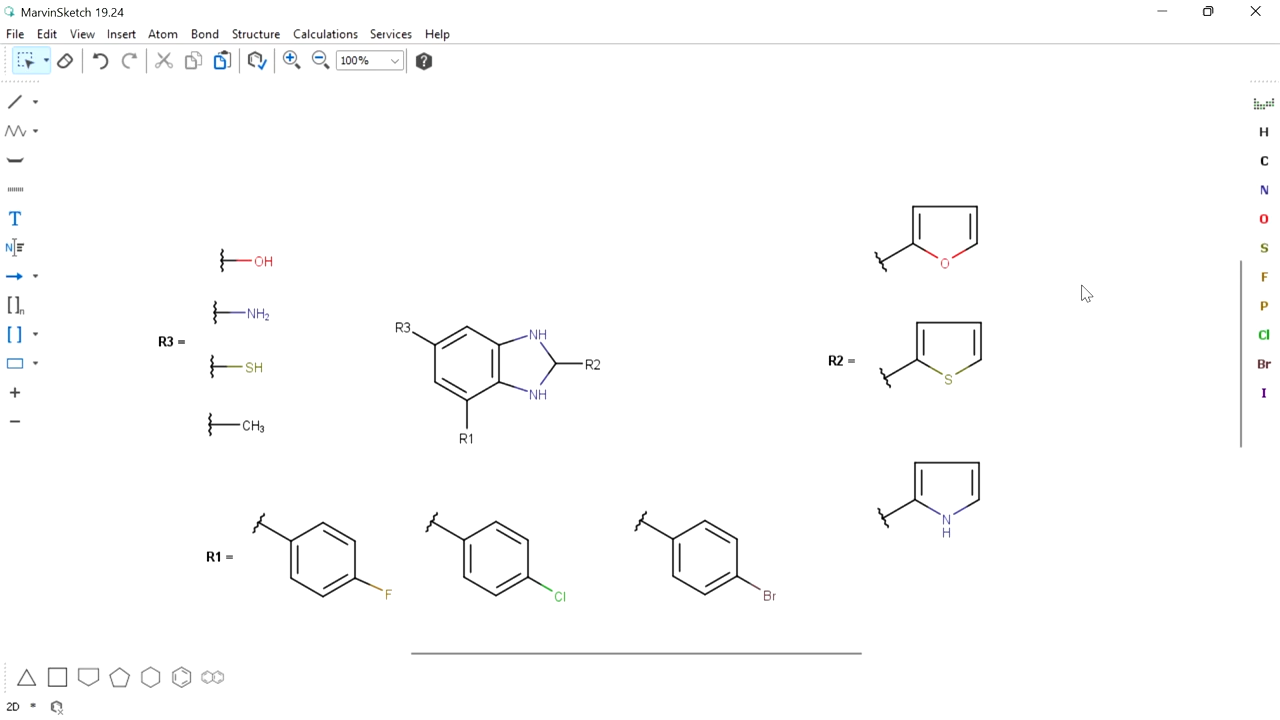 MarvinSketch 19.24
File Edit View Insert Atom Bond Structure Calculations Services Help
100%
T
N
[ ]n
H
C
N
O
S
F
P
Cl
Br
I
OH
NH2
R3 =
SH
CH3
R3
NH
R2
NH
R1
O
R2 =
S
N
H
R1 =
F
Cl
Br
2D *